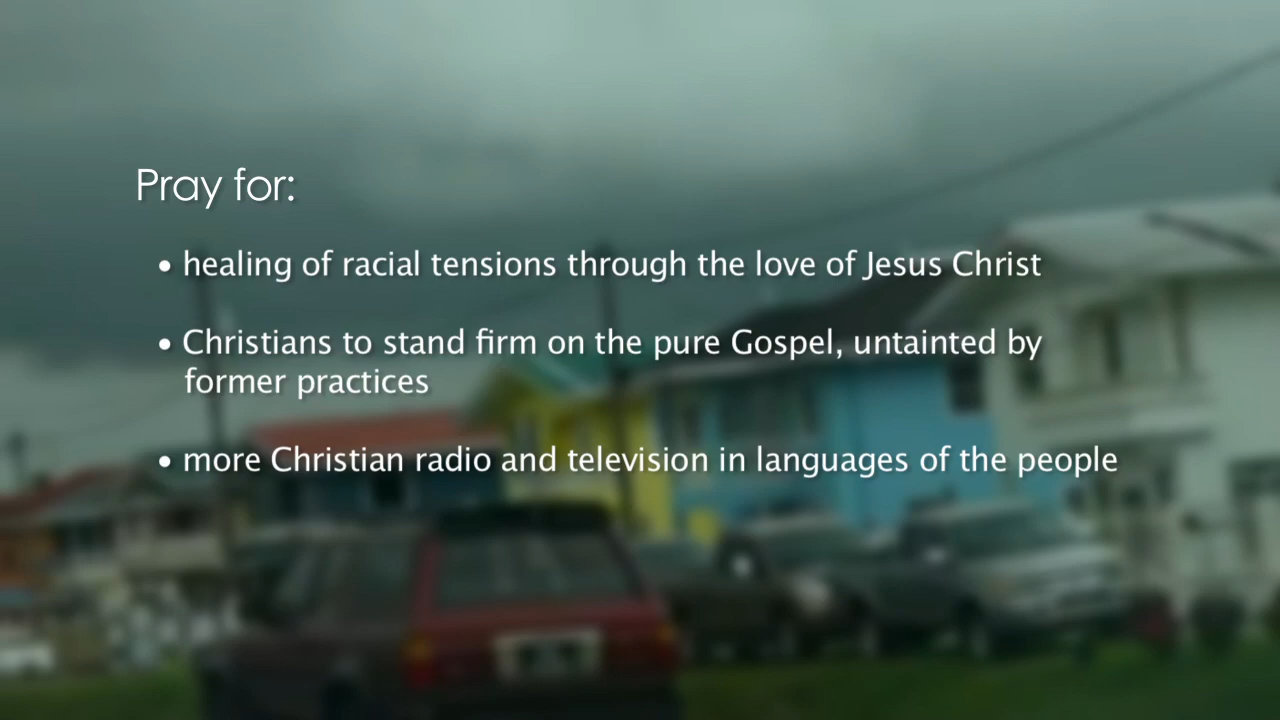 Pray for:
• healing of racial tensions through the love of Jesus Christ
• Christians to stand firm on the pure Gospel, untainted by
former practices
• more Christian radio and television in languages of the people